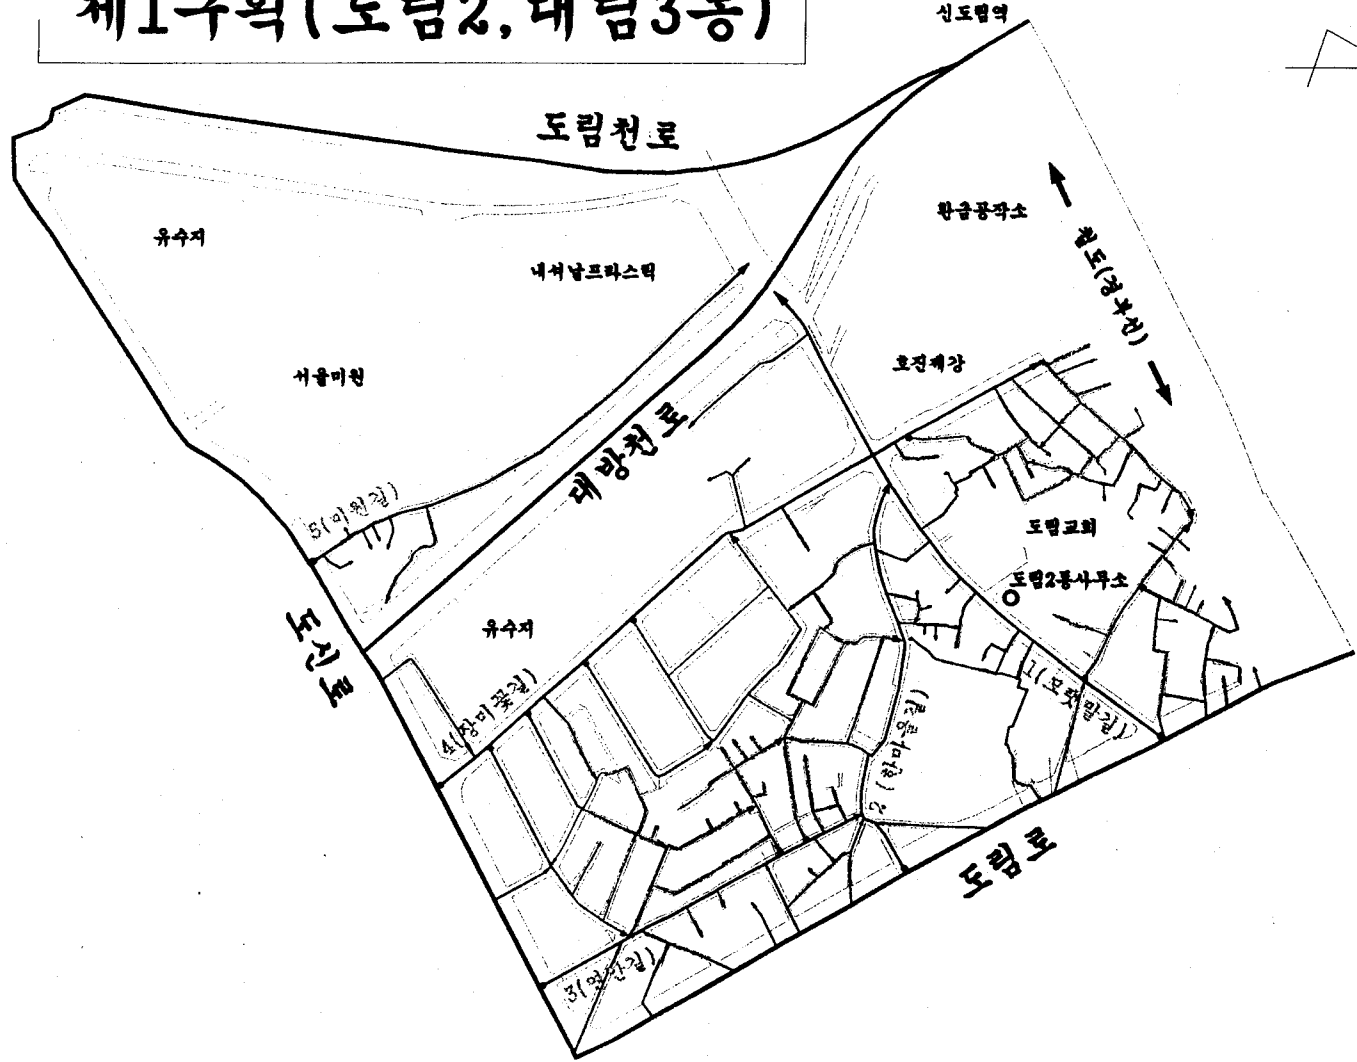 제1구획(도림2,대림3동)
신도림역
도림천로
유수지
내셔날프라스틱
환금공작소
철도(경부선)
서울미원
호진제강
대방천로
5(미원길)
도림교회
도림2동사무소
도신로
유수지
4(장미꽃길)
1(모랫말길)
2(한마을길)
도림로
3(면안길)